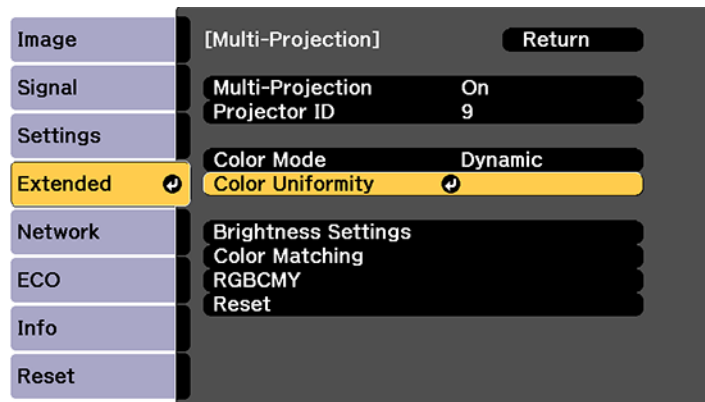 Image
Signal
Settings
Extended
Network
ECO
Info
Reset
[Multi-Projection] Return
Multi-Projection On
Projector ID 9
Color Mode Dynamic
Color Uniformity
Brightness Settings
Color Matching
RGBCMY
Reset